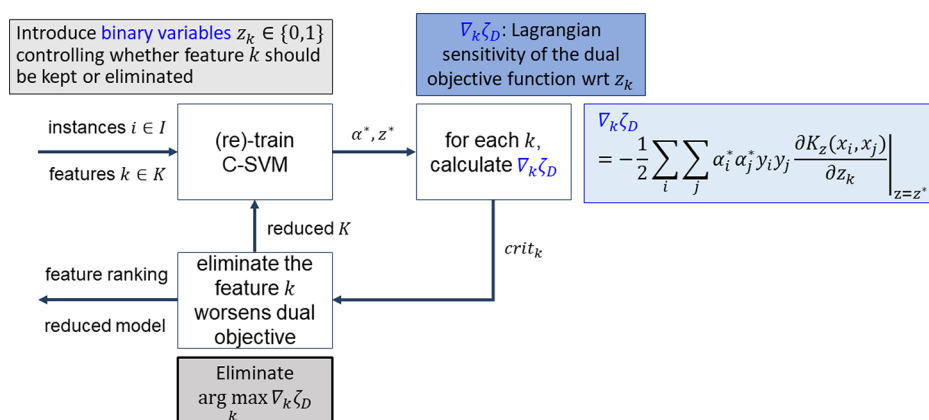 Introduce binary variables z_k ∈ {0,1}
controlling whether feature k should
be kept or eliminated
∇_kζ_D: Lagrangian
sensitivity of the dual
objective function wrt z_k
instances i ∈ I
features k ∈ K
(re)-train
C-SVM
α*, z*
for each k,
calculate ∇_kζ_D
∇_kζ_D
= −1/2 ∑_i ∑_j α_i^* α_j^* y_i y_j ∂K_z(x_i, x_j)/∂z_k |_{z=z*}
reduced K
crit_k
feature ranking
reduced model
eliminate the
feature k
worsens dual
objective
Eliminate
arg max_k ∇_kζ_D